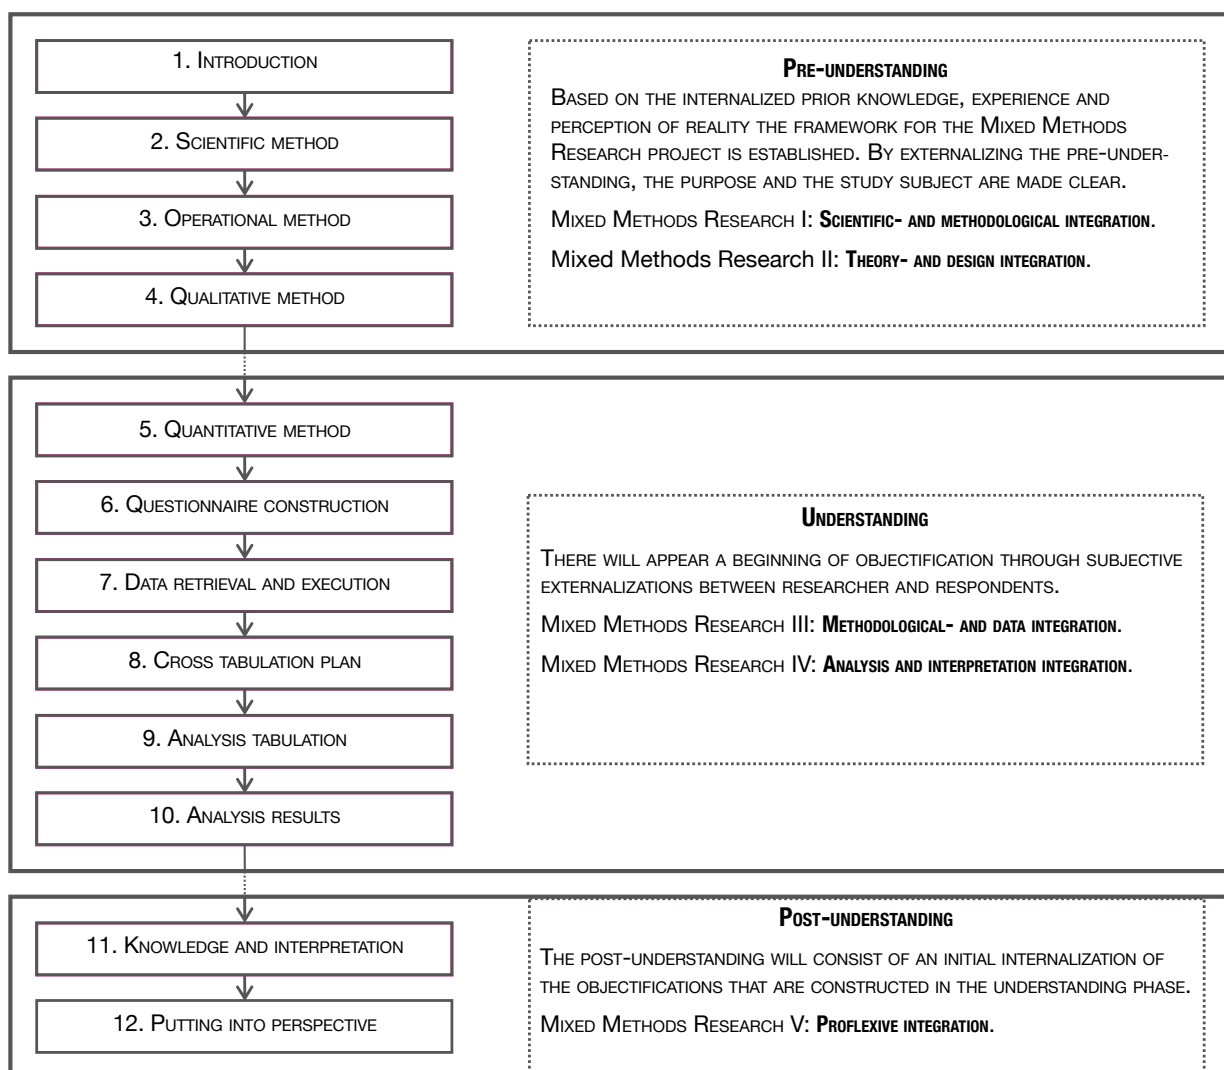 1. Introduction
2. Scientific method
3. Operational method
4. Qualitative method
Pre-understanding
Based on the internalized prior knowledge, experience and
perception of reality the framework for the Mixed Methods
Research project is established. By externalizing the pre-under-
standing, the purpose and the study subject are made clear.
Mixed Methods Research I: Scientific- and methodological integration.
Mixed Methods Research II: Theory- and design integration.
5. Quantitative method
6. Questionnaire construction
7. Data retrieval and execution
8. Cross tabulation plan
9. Analysis tabulation
10. Analysis results
Understanding
There will appear a beginning of objectification through subjective
externalizations between researcher and respondents.
Mixed Methods Research III: Methodological- and data integration.
Mixed Methods Research IV: Analysis and interpretation integration.
11. Knowledge and interpretation
12. Putting into perspective
Post-understanding
The post-understanding will consist of an initial internalization of
the objectifications that are constructed in the understanding phase.
Mixed Methods Research V: Proflexive integration.